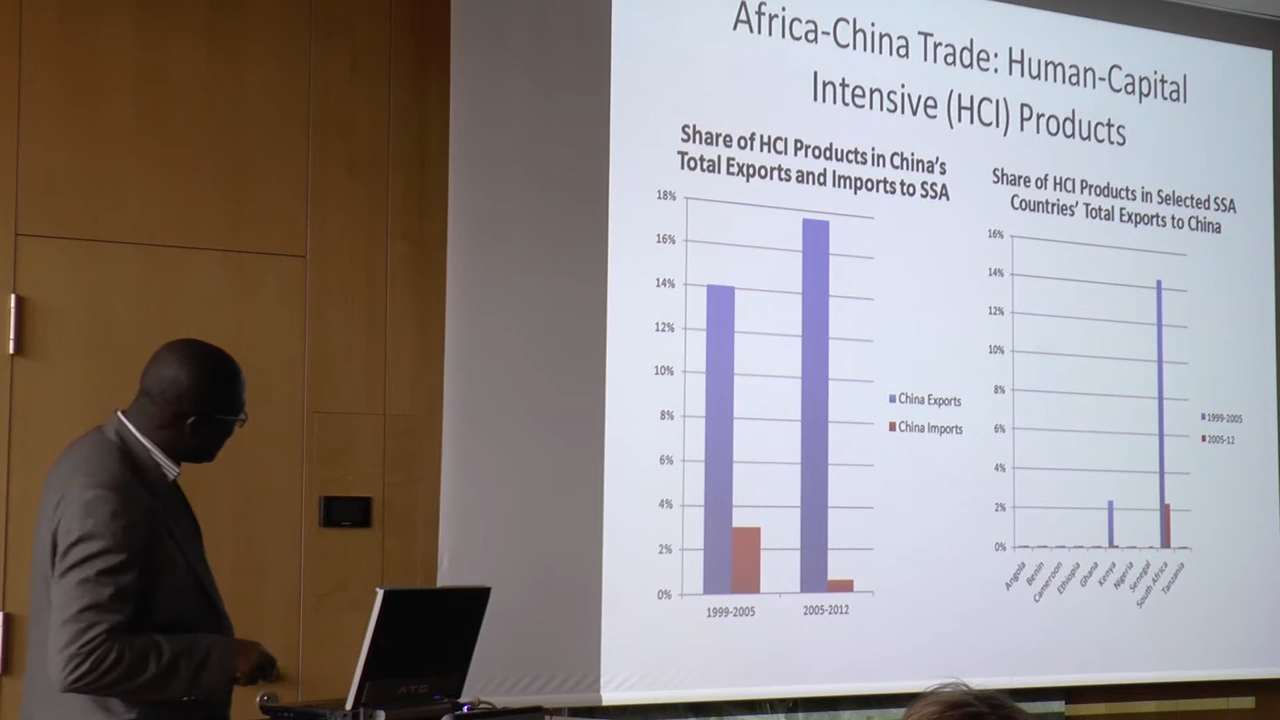 Africa-China Trade: Human-Capital
Intensive (HCI) Products
Share of HCI Products in China's
Total Exports and Imports to SSA
18%
16%
14%
12%
10%
8%
6%
4%
2%
0%
1999-2005
2005-2012
China Exports
China Imports
Share of HCI Products in Selected SSA
Countries' Total Exports to China
16%
14%
12%
10%
8%
6%
4%
2%
0%
Angola
Benin
Cameroon
Ethiopia
Ghana
Kenya
Nigeria
Senegal
South Africa
Tanzania
1999-2005
2005-12
ATG